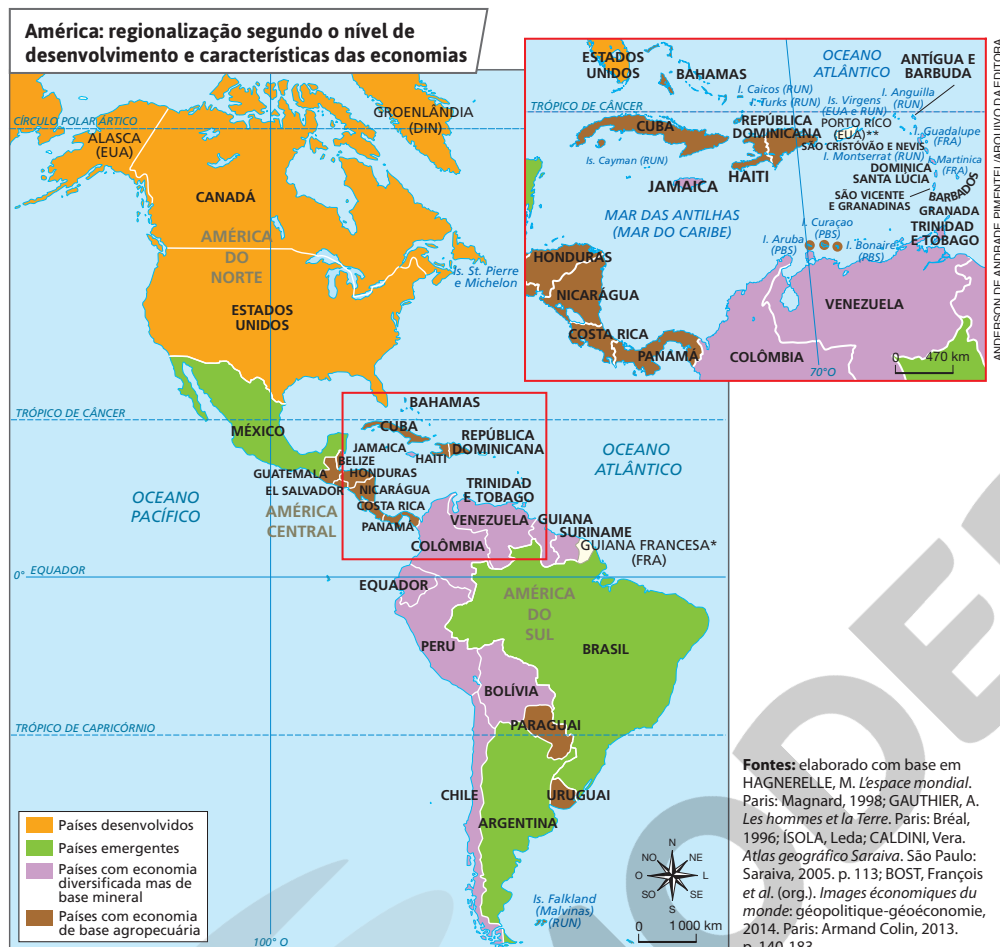 América: regionalização segundo o nível de
desenvolvimento e características das economias
CÍRCULO POLAR ÁRTICO
ALASCA
(EUA)
GROENLÂNDIA
(DIN)
CANADÁ
AMÉRICA
DO
NORTE
Is. St. Pierre
e Michelon
ESTADOS
UNIDOS
TRÓPICO DE CÂNCER
MÉXICO
BAHAMAS
CUBA
REPÚBLICA
DOMINICANA
JAMAICA
HAITI
BELIZE
GUATEMALA
HONDURAS
EL SALVADOR
NICARÁGUA
COSTA RICA
PANAMÁ
TRINIDAD
E TOBAGO
AMÉRICA
CENTRAL
OCEANO
PACÍFICO
OCEANO
ATLÂNTICO
VENEZUELA
GUIANA
SURINAME
GUIANA FRANCESA*
(FRA)
COLÔMBIA
0° EQUADOR
EQUADOR
AMÉRICA
DO
SUL
PERU
BRASIL
BOLÍVIA
PARAGUAI
TRÓPICO DE CAPRICÓRNIO
CHILE
URUGUAI
ARGENTINA
Is. Falkland
(Malvinas)
(RUN)
100° O
N
NO
NE
O
L
SO
SE
S
0 1 000 km
Países desenvolvidos
Países emergentes
Países com economia
diversificada mas de
base mineral
Países com economia
de base agropecuária
ESTADOS
UNIDOS
BAHAMAS
OCEANO
ATLÂNTICO
ANTÍGUA E
BARBUDA
I. Caicos (RUN)
I. Turks (RUN)
Is. Virgens
(EUA e RUN)
I. Anguilla
(RUN)
TRÓPICO DE CÂNCER
CUBA
REPÚBLICA
DOMINICANA
PORTO RICO
(EUA)**
I. Guadalupe
(FRA)
SÃO CRISTÓVÃO E NEVIS
Is. Cayman (RUN)
HAITI
I. Montserrat (RUN)
DOMINICA
Martinica
(FRA)
JAMAICA
SANTA LÚCIA
SÃO VICENTE
E GRANADINAS
BARBADOS
GRANADA
MAR DAS ANTILHAS
(MAR DO CARIBE)
I. Curaçao
(PBS)
TRINIDAD
E TOBAGO
I. Aruba
(PBS)
I. Bonaire
(PBS)
HONDURAS
NICARÁGUA
COSTA RICA
PANAMÁ
COLÔMBIA
VENEZUELA
70°O
0 470 km
ANDERSON DE ANDRADE PIMENTEL/ARQUIVO DA EDITORA
Fontes: elaborado com base em
HAGNERELLE, M. L'espace mondial.
Paris: Magnard, 1998; GAUTHIER, A.
Les hommes et la Terre. Paris: Bréal,
1996; ÍSOLA, Leda; CALDINI, Vera.
Atlas geográfico Saraiva. São Paulo:
Saraiva, 2005. p. 113; BOST, François
et al. (org.). Images économiques du
monde: géopolitique-géoéconomie,
2014. Paris: Armand Colin, 2013.
p. 140-183.